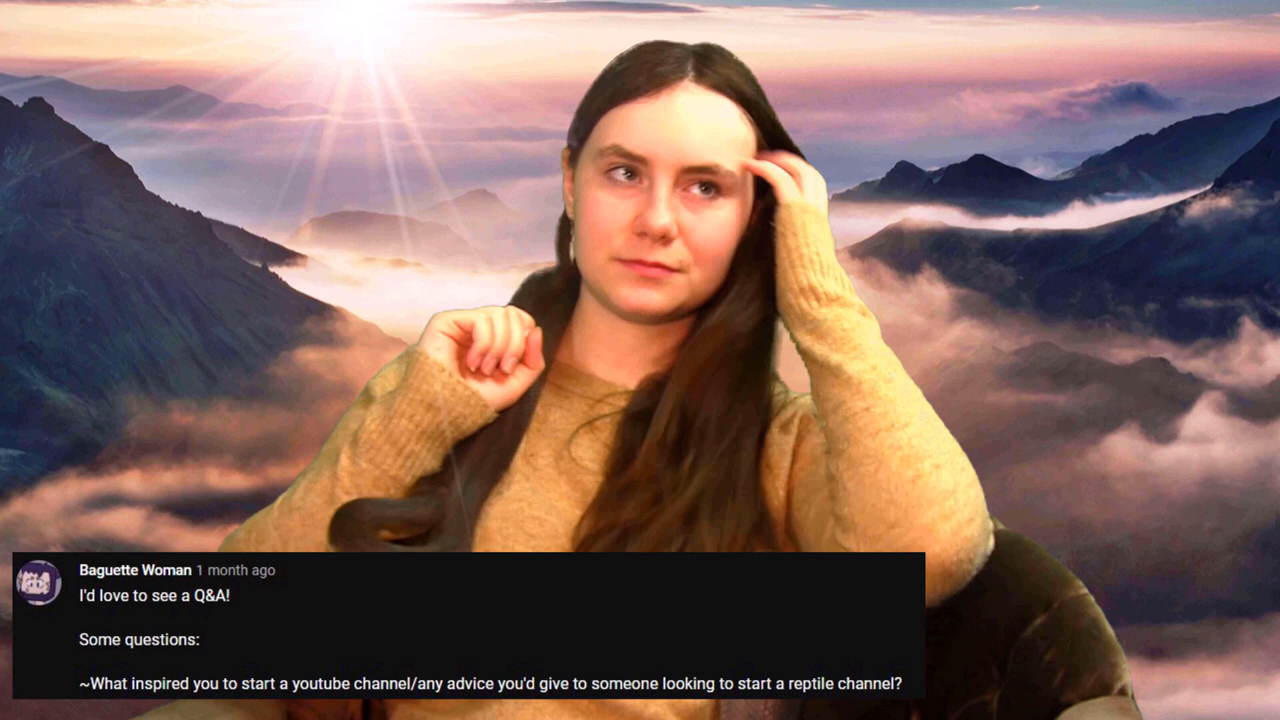 Baguette Woman 1 month ago
I'd love to see a Q&A!
Some questions:
~What inspired you to start a youtube channel/any advice you'd give to someone looking to start a reptile channel?